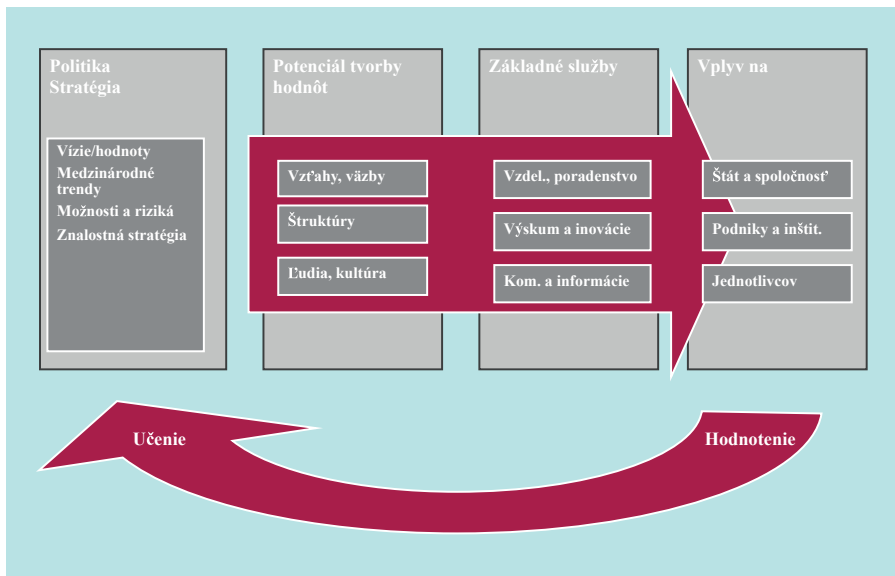 Politika
Stratégia
Vízie/hodnoty
Medzinárodné
trendy
Možnosti a riziká
Znalostná stratégia
Potenciál tvorby
hodnôt
Vzťahy, väzby
Štruktúry
Ľudia, kultúra
Základné služby
Vzdel., poradenstvo
Výskum a inovácie
Kom. a informácie
Vplyv na
Štát a spoločnosť
Podniky a inštit.
Jednotlivcov
Učenie
Hodnotenie